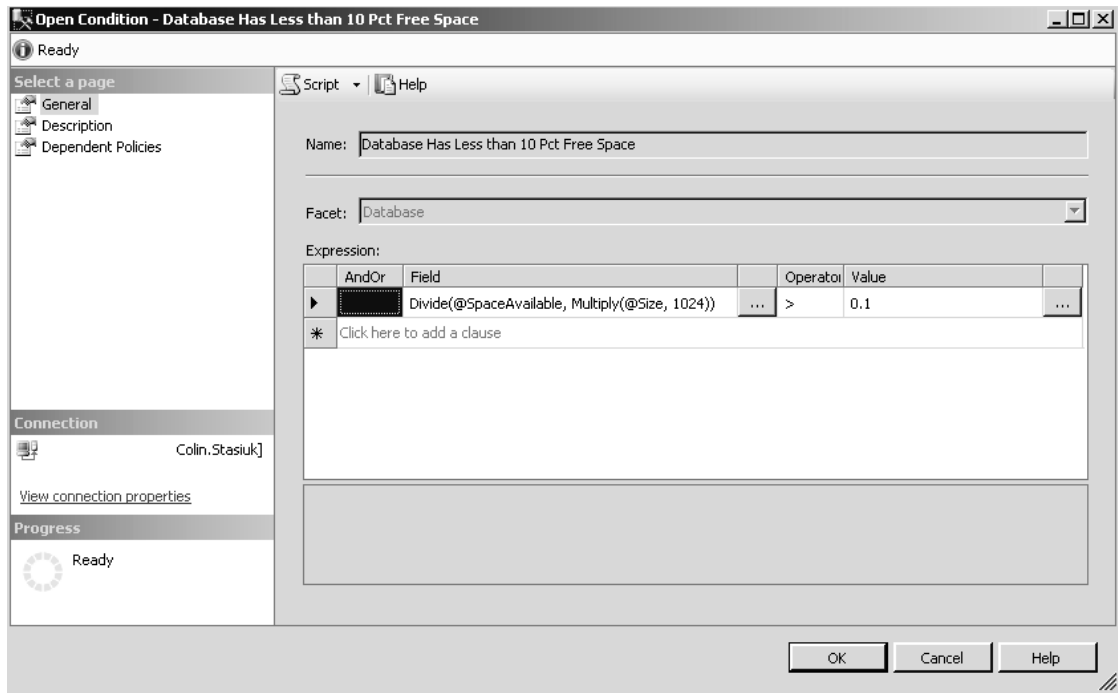 Open Condition - Database Has Less than 10 Pct Free Space
Ready
Select a page
General
Description
Dependent Policies
Script Help
Name: Database Has Less than 10 Pct Free Space
Facet: Database
Expression:
AndOr Field Operator Value
Divide(@SpaceAvailable, Multiply(@Size, 1024)) ... > 0.1 ...
Click here to add a clause
Connection
Colin.Stasiuk]
View connection properties
Progress
Ready
OK Cancel Help